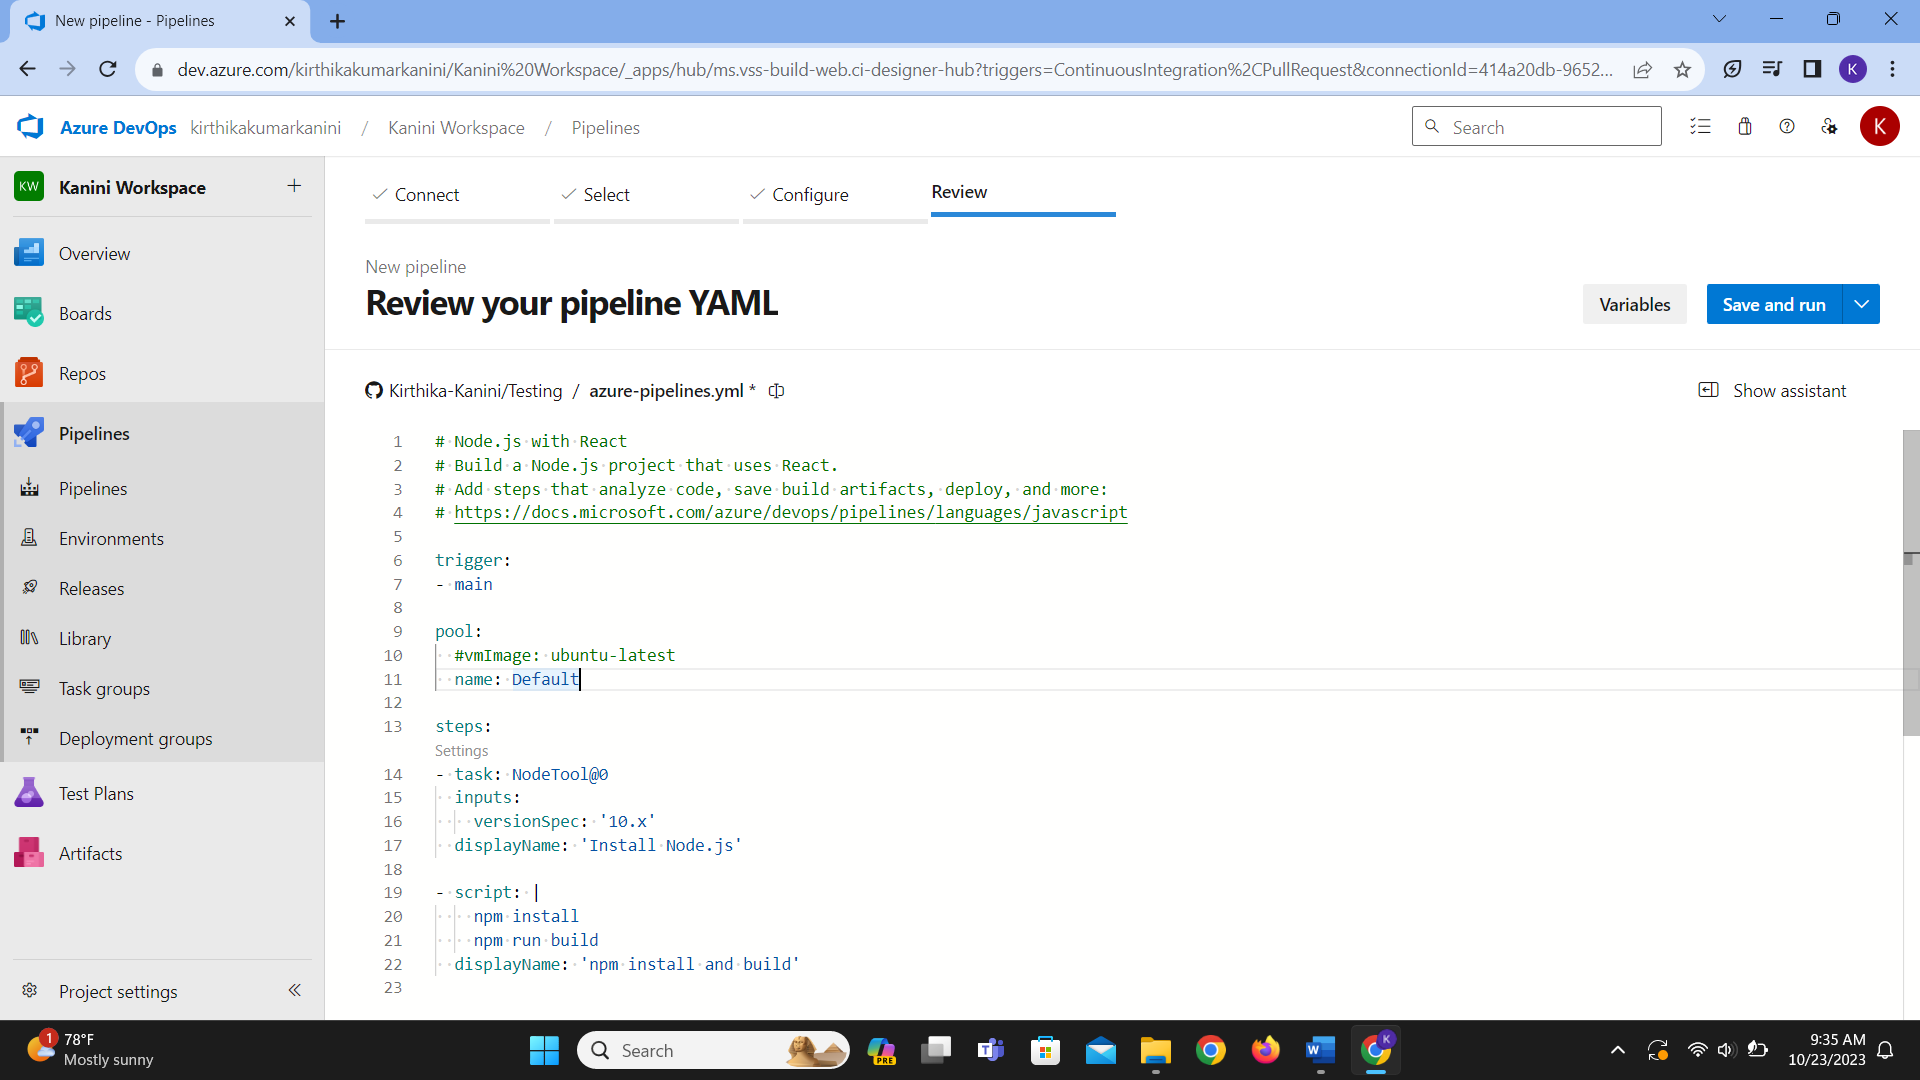 New pipeline - Pipelines
dev.azure.com/kirthikakumarkanini/Kanini%20Workspace/_apps/hub/ms.vss-build-web.ci-designer-hub?triggers=ContinuousIntegration%2CPullRequest&connectionId=414a20db-9652...
K
Azure DevOps kirthikakumarkanini / Kanini Workspace / Pipelines
Search
K
KW Kanini Workspace
Overview
Boards
Repos
Pipelines
Pipelines
Environments
Releases
Library
Task groups
Deployment groups
Test Plans
Artifacts
Project settings
Connect Select Configure Review
New pipeline
Review your pipeline YAML
Variables
Save and run
Kirthika-Kanini/Testing / azure-pipelines.yml *
Show assistant
1 # Node.js with React
2 # Build a Node.js project that uses React.
3 # Add steps that analyze code, save build artifacts, deploy, and more:
4 # https://docs.microsoft.com/azure/devops/pipelines/languages/javascript
5
6 trigger:
7 - main
8
9 pool:
10 #vmImage: ubuntu-latest
11 name: Default
12
13 steps:
Settings
14 - task: NodeTool@0
15 inputs:
16 versionSpec: '10.x'
17 displayName: 'Install Node.js'
18
19 - script: |
20 npm install
21 npm run build
22 displayName: 'npm install and build'
23
1
78°F
Mostly sunny
Search
PRE
K
9:35 AM
10/23/2023